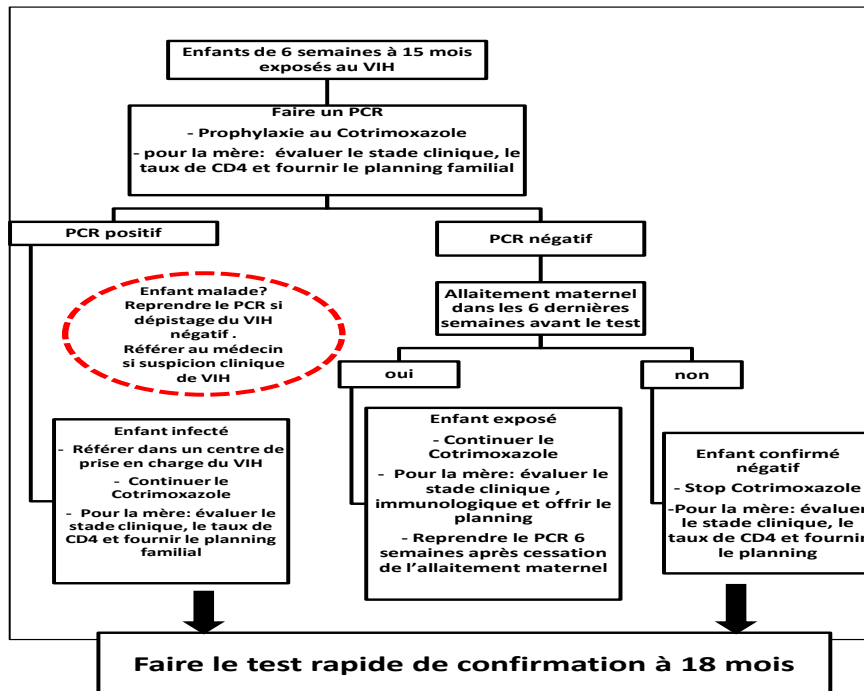 Enfants de 6 semaines à 15 mois
exposés au VIH
Faire un PCR
- Prophylaxie au Cotrimoxazole
- pour la mère: évaluer le stade clinique, le
taux de CD4 et fournir le planning familial
PCR positif
PCR négatif
Enfant malade?
Reprendre le PCR si
dépistage du VIH
négatif .
Référer au médecin
si suspicion clinique
de VIH
Allaitement maternel
dans les 6 dernières
semaines avant le test
oui
non
Enfant infecté
- Référer dans un centre de
prise en charge du VIH
- Continuer le
Cotrimoxazole
- Pour la mère: évaluer le
stade clinique, le taux de
CD4 et fournir le planning
familial
Enfant exposé
- Continuer le
Cotrimoxazole
- Pour la mère: évaluer le
stade clinique ,
immunologique et offrir le
planning
- Reprendre le PCR 6
semaines après cessation
de l'allaitement maternel
Enfant confirmé
négatif
- Stop Cotrimoxazole
-Pour la mère: évaluer
le stade clinique, le
taux de CD4 et fournir
le planning
Faire le test rapide de confirmation à 18 mois